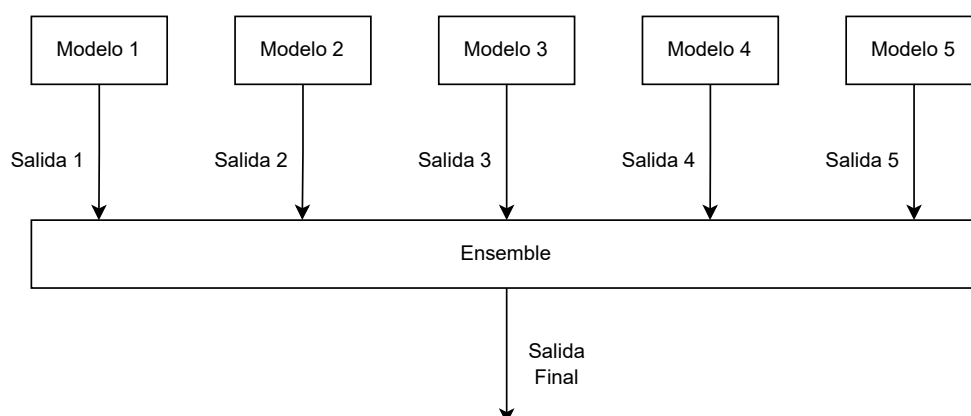 Modelo 1
Modelo 2
Modelo 3
Modelo 4
Modelo 5
Salida 1
Salida 2
Salida 3
Salida 4
Salida 5
Ensemble
Salida
Final